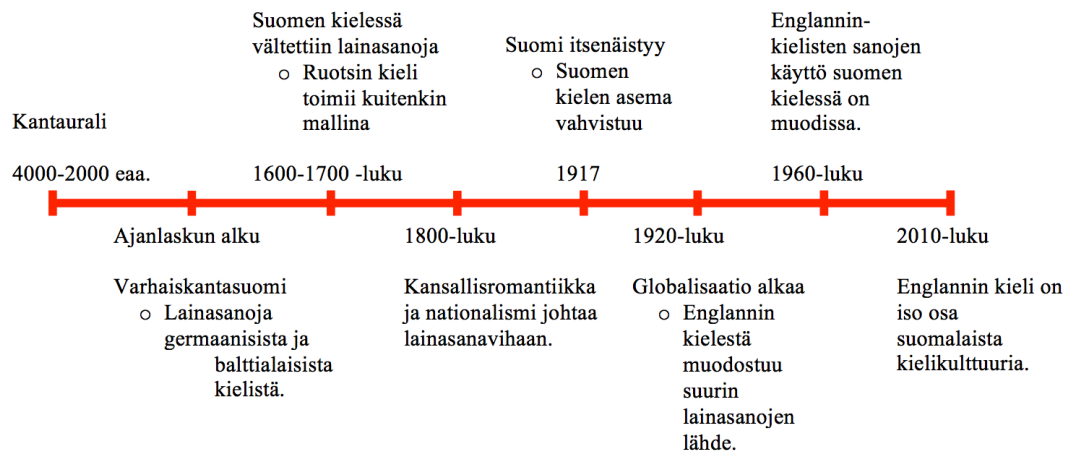 Kantaurali
4000-2000 eaa.
Ajanlaskun alku
Varhaiskantasuomi
o Lainasanoja
germaanisista ja
balttialaisista
kielistä.
Suomen kielessä
vältettiin lainasanoja
o Ruotsin kieli
toimii kuitenkin
mallina
1600-1700 -luku
1800-luku
Kansallisromantiikka
ja nationalismi johtaa
lainasanavihaan.
Suomi itsenäistyy
o Suomen
kielen asema
vahvistuu
1917
1920-luku
Globalisaatio alkaa
o Englannin
kielestä
muodostuu
suurin
lainasanojen
lähde.
Englannin-
kielisten sanojen
käyttö suomen
kielessä on
muodissa.
1960-luku
2010-luku
Englannin kieli on
iso osa
suomalaista
kielikulttuuria.